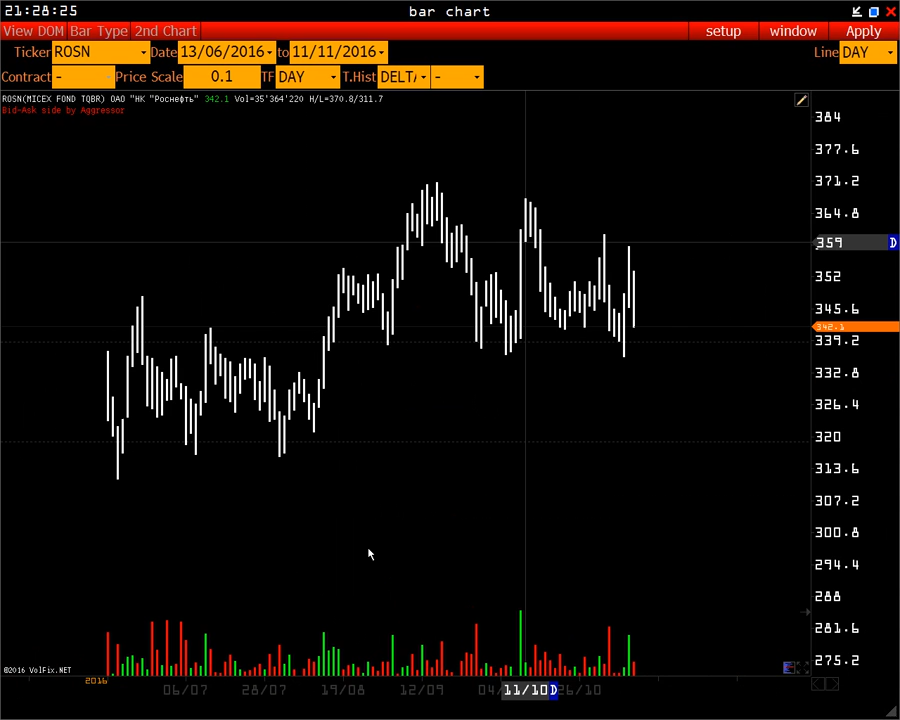 21:28:25 bar chart
View DOM Bar Type 2nd Chart setup window Apply
Ticker ROSN Date 13/06/2016 to 11/11/2016 Line DAY
Contract - Price Scale 0.1 TF DAY T.Hist DELT -
ROSN(MICEX FOND TQBR) ОАО "НК "Роснефть" 342.1 Vol=35'364'220 H/L=370.8/311.7
Bid-Ask side by Aggressor
384
377.6
371.2
364.8
359 D
352
345.6
342.1
339.2
332.8
326.4
320
313.6
307.2
300.8
294.4
288
281.6
275.2
©2016 VolFix.NET
2016
06/07 28/07 19/08 12/09 04/ 11/10 D 26/10